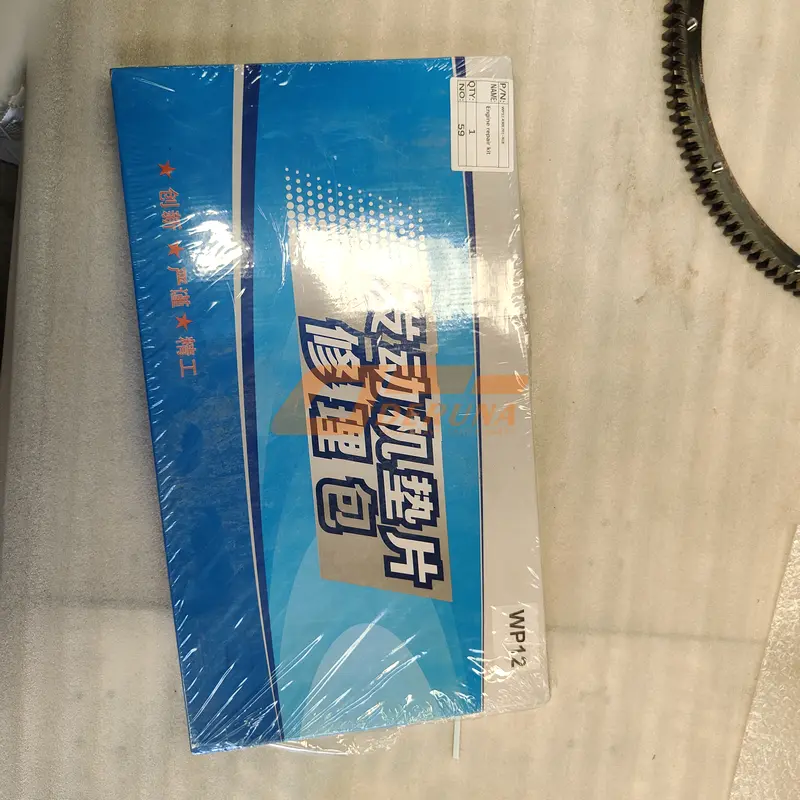 P/N:
NAME: Engine repair kit
QTY: 1
NO: 59
发动机垫片
修理包
WP12
★创新★严谨★精工